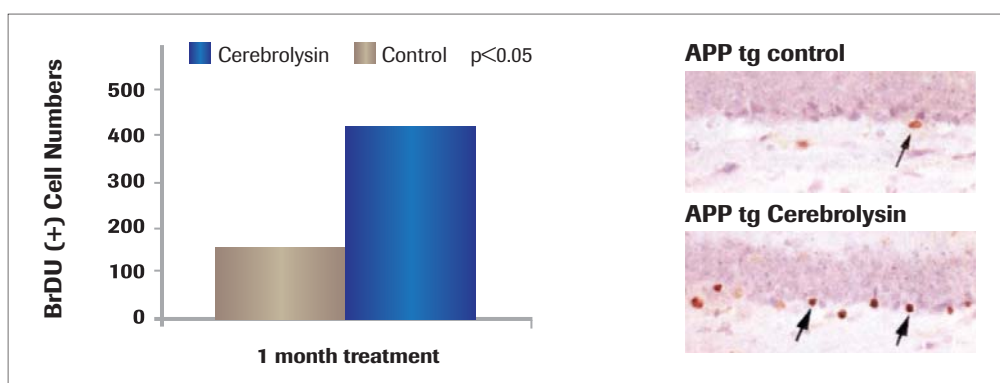 Cerebrolysin Control p<0.05
BrDU (+) Cell Numbers
500
400
300
200
100
0
1 month treatment
APP tg control
APP tg Cerebrolysin